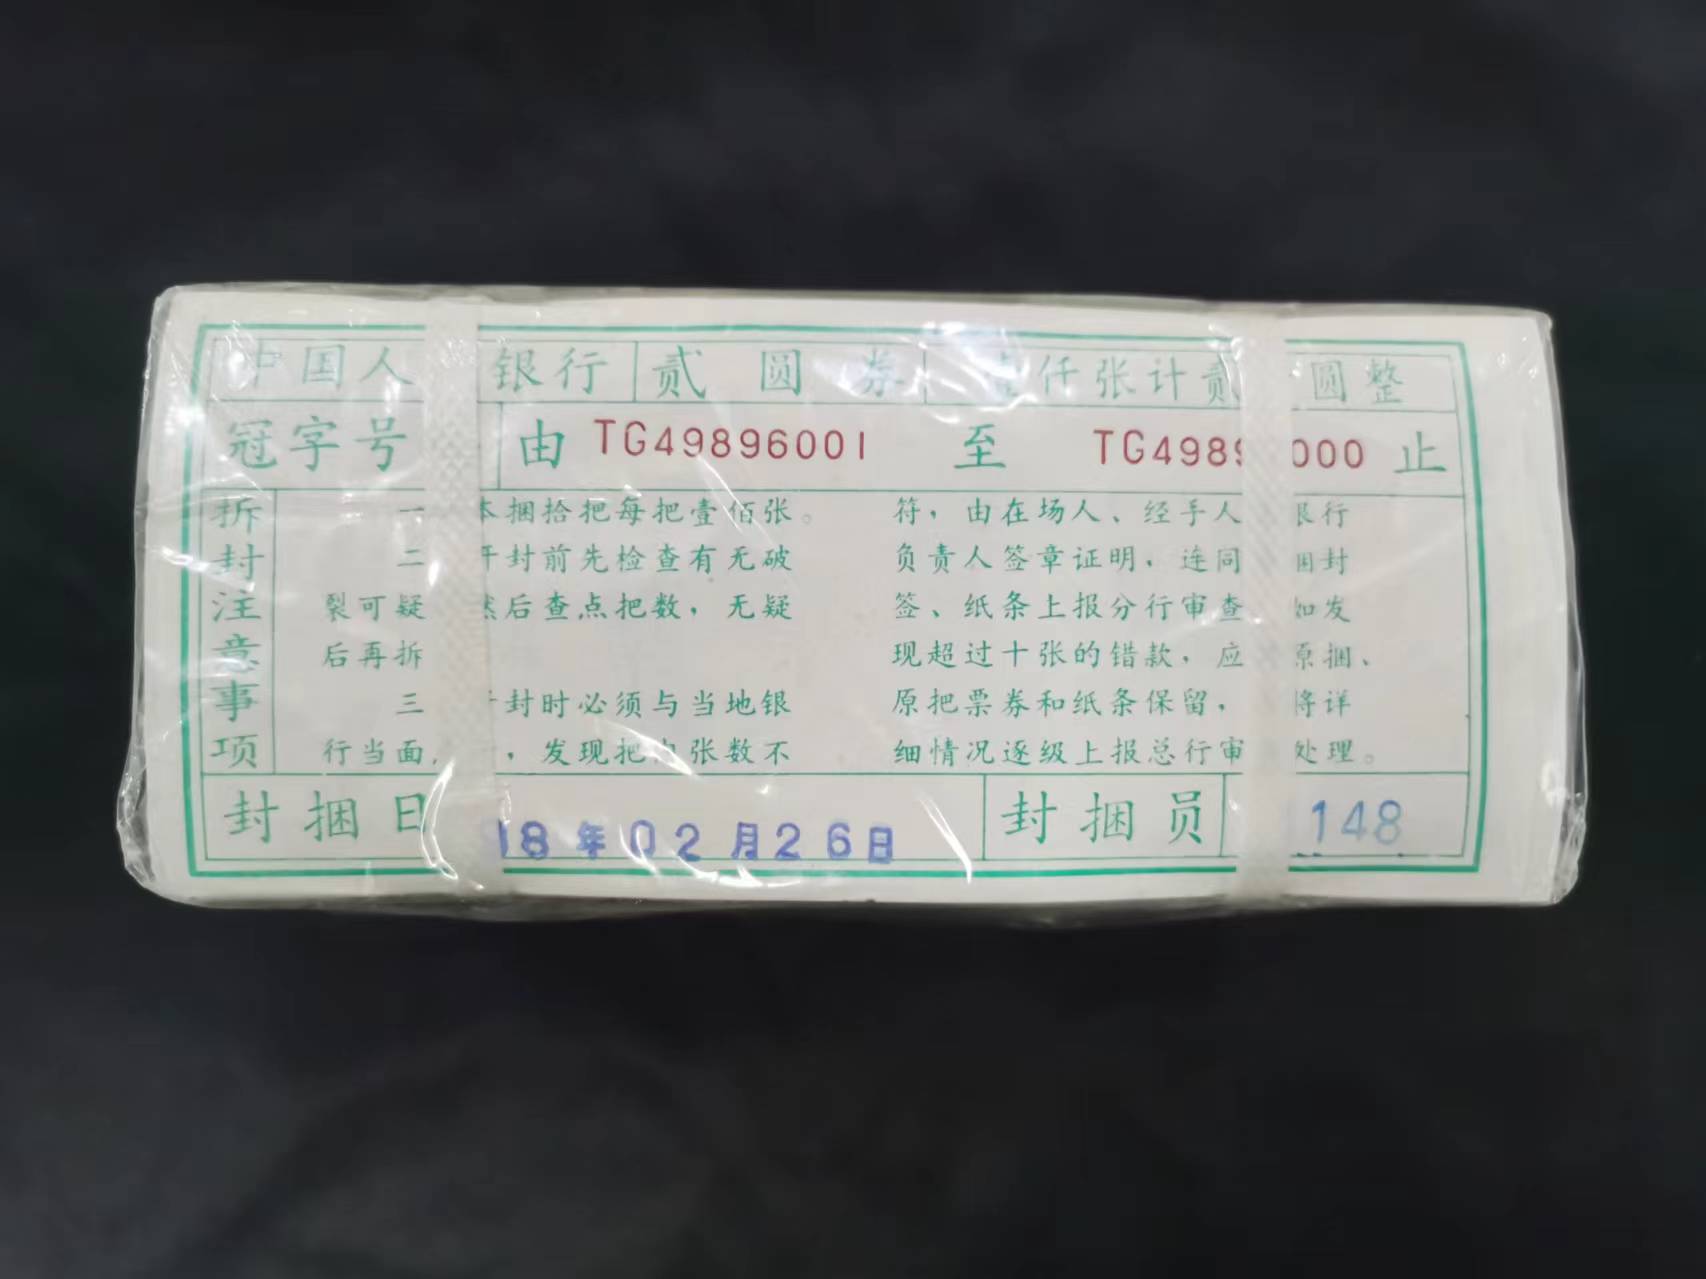 中国人 银行 贰圆券 仟张计贰 圆整
冠字号 由 TG49896001 至 TG4989 000 止
拆封注意事项
一 本捆拾把每把壹佰张。
二 开封前先检查有无破
裂可疑 然后查点把数，无疑
后再拆
三 封时必须与当地银
行当面 ，发现把 张数不
符，由在场人、经手人 银行
负责人签章证明，连同 捆封
签、纸条上报分行审查 如发
现超过十张的错款，应 原捆、
原把票券和纸条保留， 将详
细情况逐级上报总行审 处理。
封捆日 18年02月26日 封捆员 148